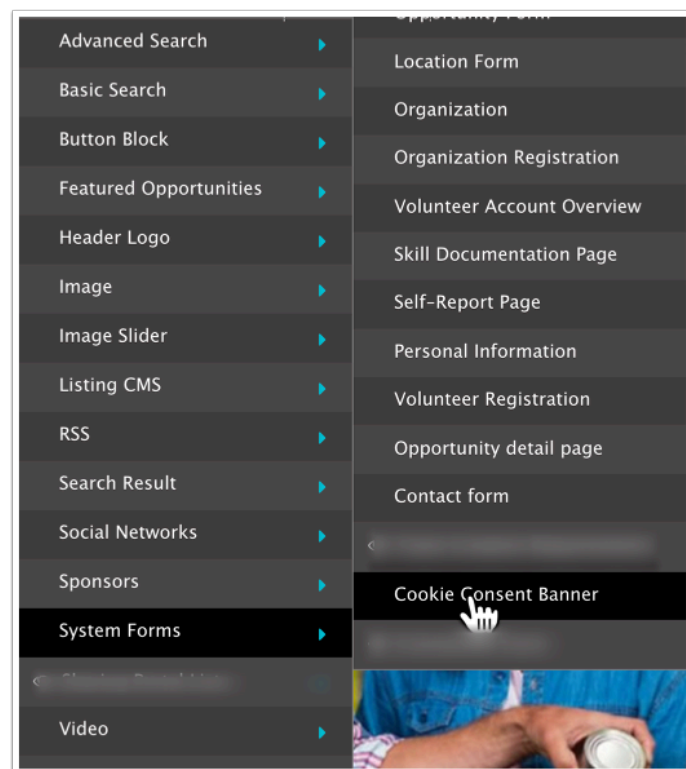 Advanced Search
Basic Search
Button Block
Featured Opportunities
Header Logo
Image
Image Slider
Listing CMS
RSS
Search Result
Social Networks
Sponsors
System Forms
Video
Opportunity Form
Location Form
Organization
Organization Registration
Volunteer Account Overview
Skill Documentation Page
Self-Report Page
Personal Information
Volunteer Registration
Opportunity detail page
Contact form
Cookie Consent Banner